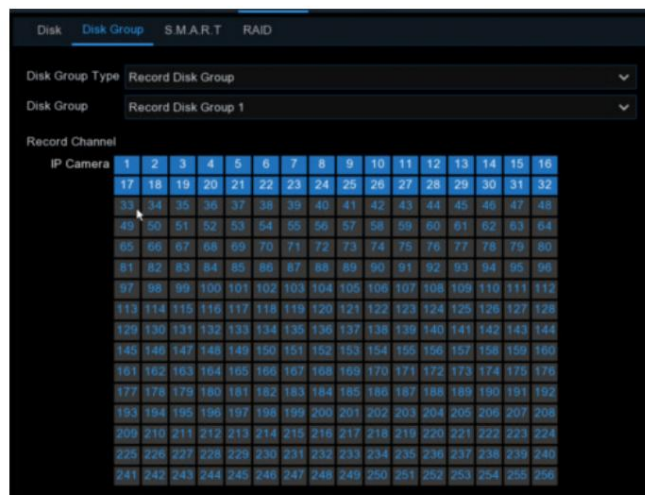 Disk Disk Group S.M.A.R.T RAID
Disk Group Type Record Disk Group
Disk Group Record Disk Group 1
Record Channel
IP Camera 1 2 3 4 5 6 7 8 9 10 11 12 13 14 15 16
17 18 19 20 21 22 23 24 25 26 27 28 29 30 31 32
33 34 35 36 37 38 39 40 41 42 43 44 45 46 47 48
49 50 51 52 53 54 55 56 57 58 59 60 61 62 63 64
65 66 67 68 69 70 71 72 73 74 75 76 77 78 79 80
81 82 83 84 85 86 87 88 89 90 91 92 93 94 95 96
97 98 99 100 101 102 103 104 105 106 107 108 109 110 111 112
113 114 115 116 117 118 119 120 121 122 123 124 125 126 127 128
129 130 131 132 133 134 135 136 137 138 139 140 141 142 143 144
145 146 147 148 149 150 151 152 153 154 155 156 157 158 159 160
161 162 163 164 165 166 167 168 169 170 171 172 173 174 175 176
177 178 179 180 181 182 183 184 185 186 187 188 189 190 191 192
193 194 195 196 197 198 199 200 201 202 203 204 205 206 207 208
209 210 211 212 213 214 215 216 217 218 219 220 221 222 223 224
225 226 227 228 229 230 231 232 233 234 235 236 237 238 239 240
241 242 243 244 245 246 247 248 249 250 251 252 253 254 255 256